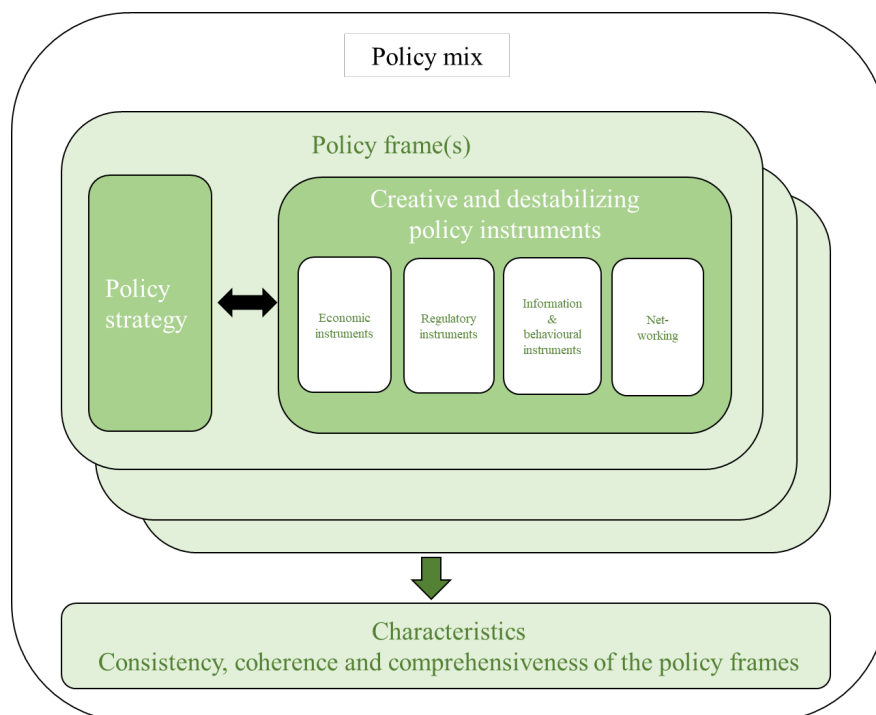 Policy mix
Policy frame(s)
Policy
strategy
Creative and destabilizing
policy instruments
Economic
instruments
Regulatory
instruments
Information
&
behavioural
instruments
Net-
working
Characteristics
Consistency, coherence and comprehensiveness of the policy frames